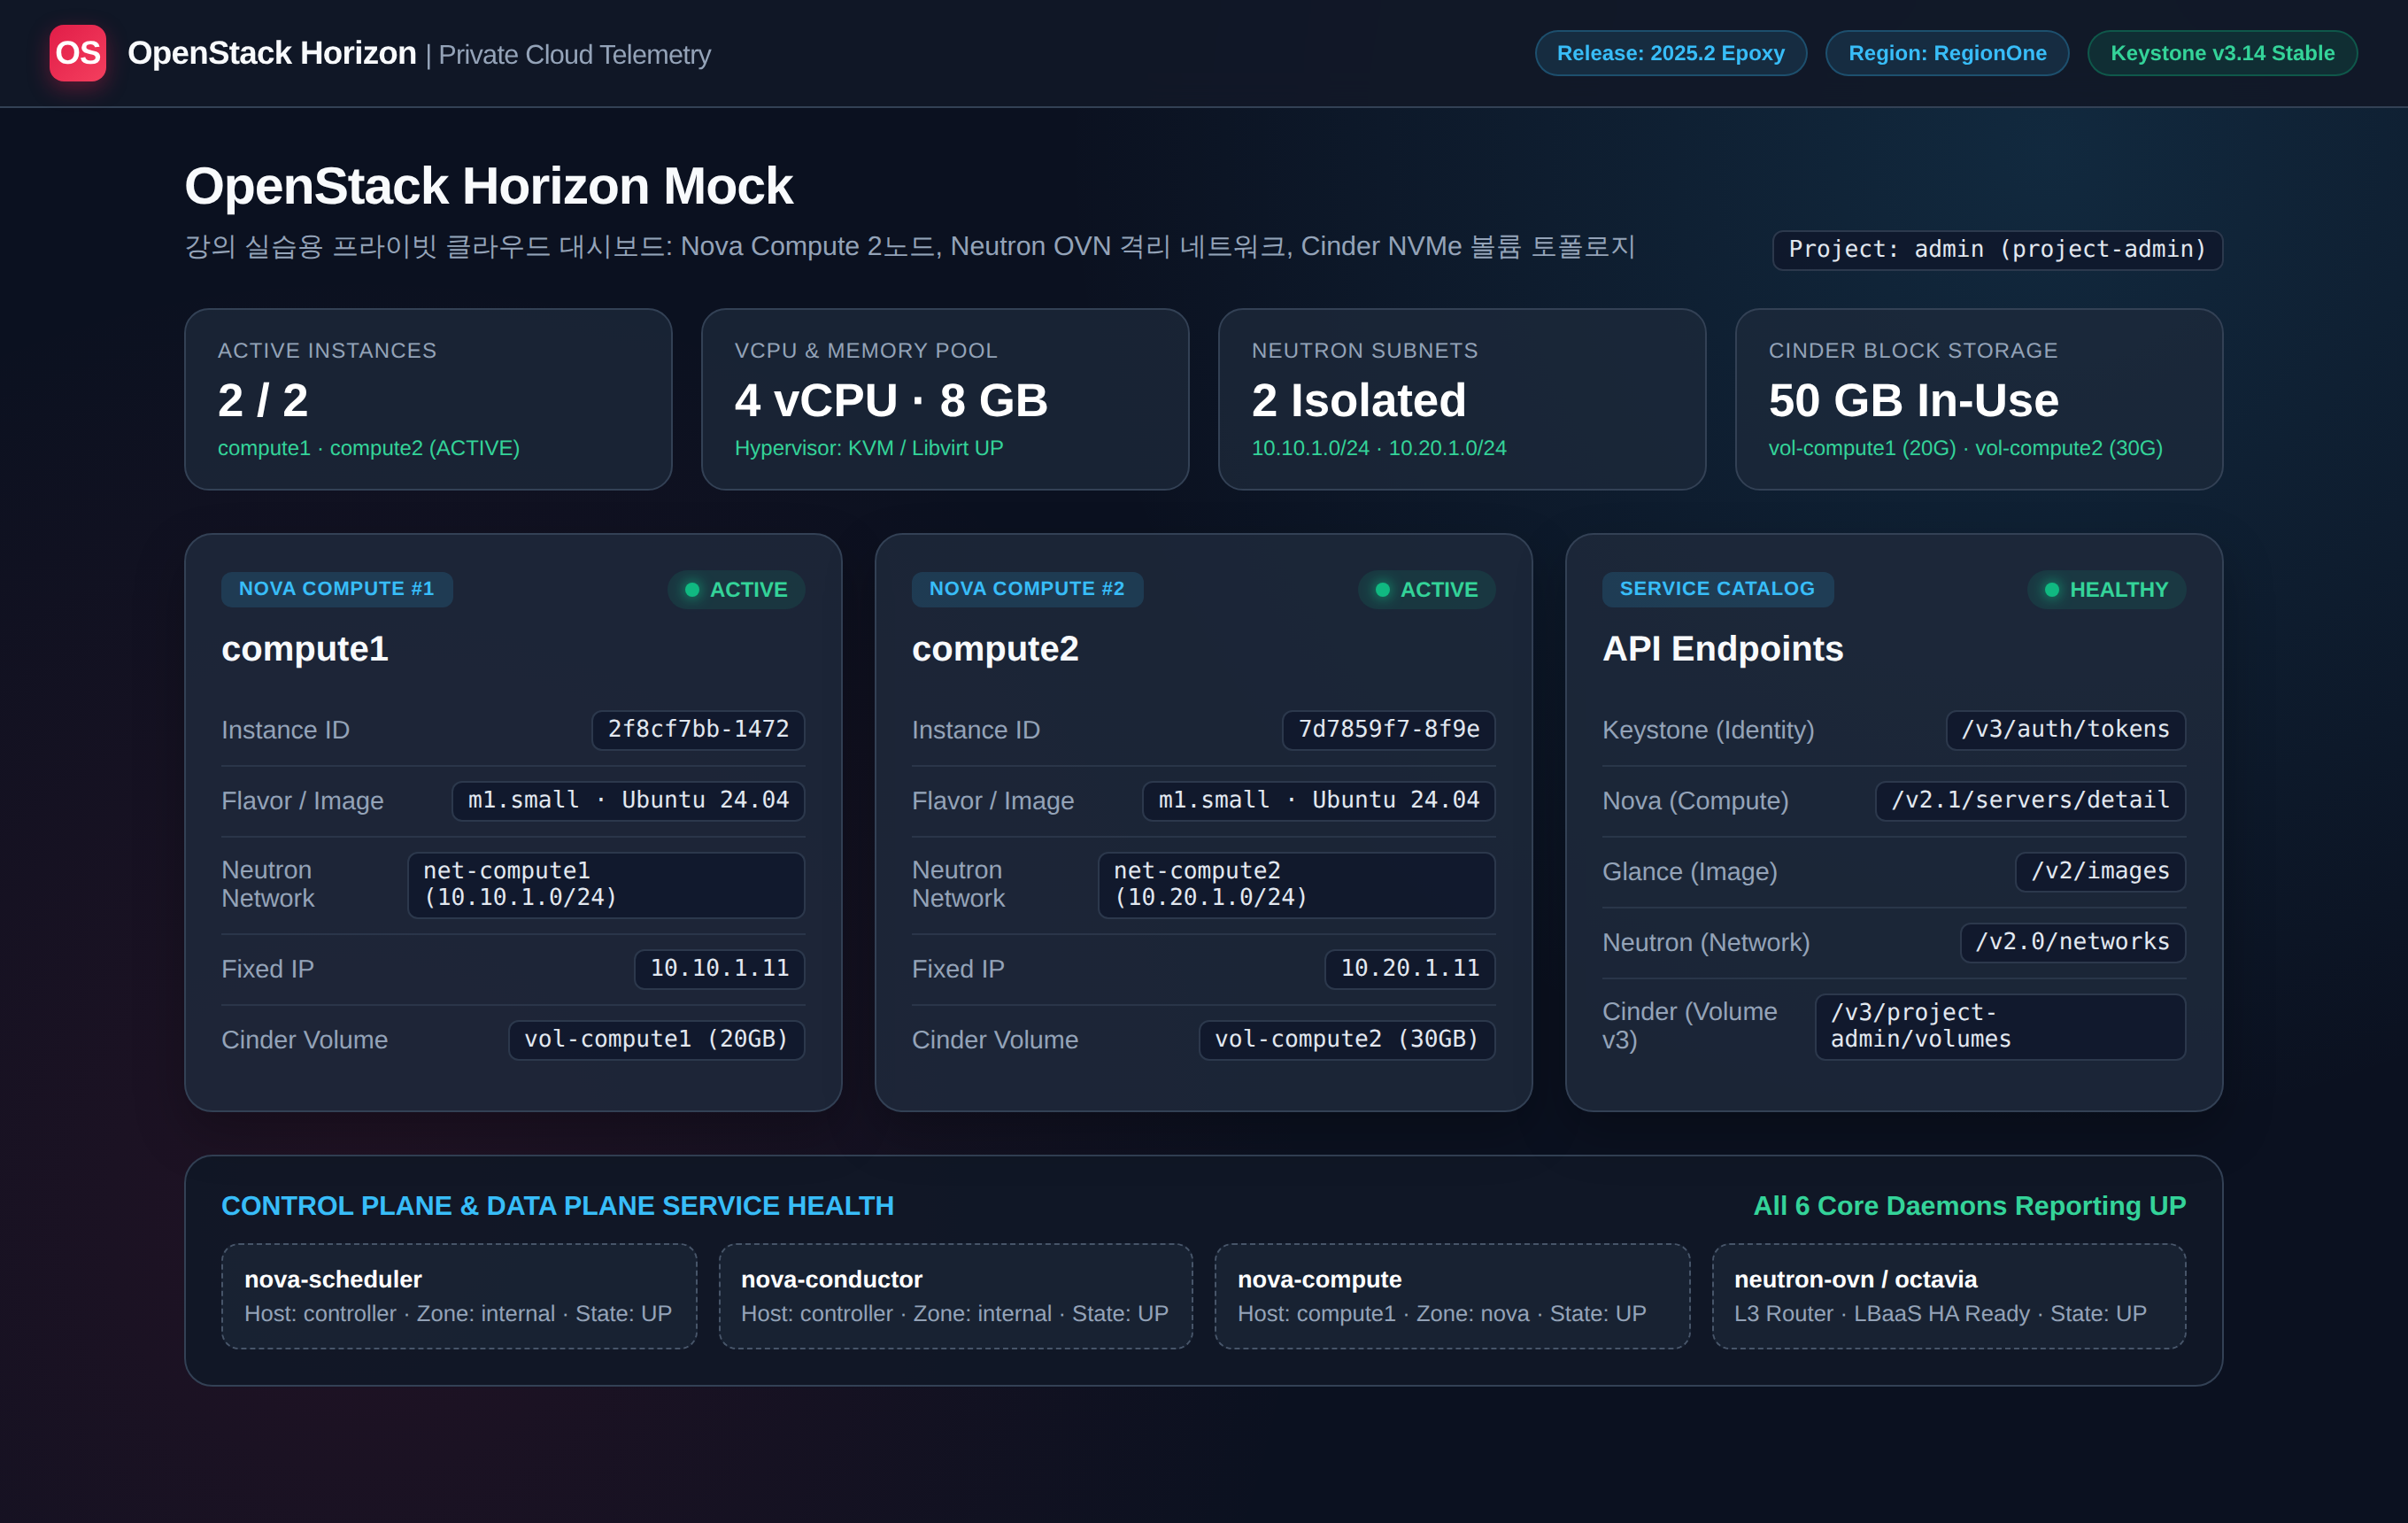 OS
OpenStack Horizon | Private Cloud Telemetry
Release: 2025.2 Epoxy
Region: RegionOne
Keystone v3.14 Stable
OpenStack Horizon Mock
강의 실습용 프라이빗 클라우드 대시보드: Nova Compute 2노드, Neutron OVN 격리 네트워크, Cinder NVMe 볼륨 토폴로지
Project: admin (project-admin)
ACTIVE INSTANCES
2 / 2
compute1 · compute2 (ACTIVE)
VCPU & MEMORY POOL
4 vCPU · 8 GB
Hypervisor: KVM / Libvirt UP
NEUTRON SUBNETS
2 Isolated
10.10.1.0/24 · 10.20.1.0/24
CINDER BLOCK STORAGE
50 GB In-Use
vol-compute1 (20G) · vol-compute2 (30G)
NOVA COMPUTE #1
ACTIVE
compute1
Instance ID
2f8cf7bb-1472
Flavor / Image
m1.small · Ubuntu 24.04
Neutron
Network
net-compute1
(10.10.1.0/24)
Fixed IP
10.10.1.11
Cinder Volume
vol-compute1 (20GB)
NOVA COMPUTE #2
ACTIVE
compute2
Instance ID
7d7859f7-8f9e
Flavor / Image
m1.small · Ubuntu 24.04
Neutron
Network
net-compute2
(10.20.1.0/24)
Fixed IP
10.20.1.11
Cinder Volume
vol-compute2 (30GB)
SERVICE CATALOG
HEALTHY
API Endpoints
Keystone (Identity)
/v3/auth/tokens
Nova (Compute)
/v2.1/servers/detail
Glance (Image)
/v2/images
Neutron (Network)
/v2.0/networks
Cinder (Volume
v3)
/v3/project-
admin/volumes
CONTROL PLANE & DATA PLANE SERVICE HEALTH
All 6 Core Daemons Reporting UP
nova-scheduler
Host: controller · Zone: internal · State: UP
nova-conductor
Host: controller · Zone: internal · State: UP
nova-compute
Host: compute1 · Zone: nova · State: UP
neutron-ovn / octavia
L3 Router · LBaaS HA Ready · State: UP